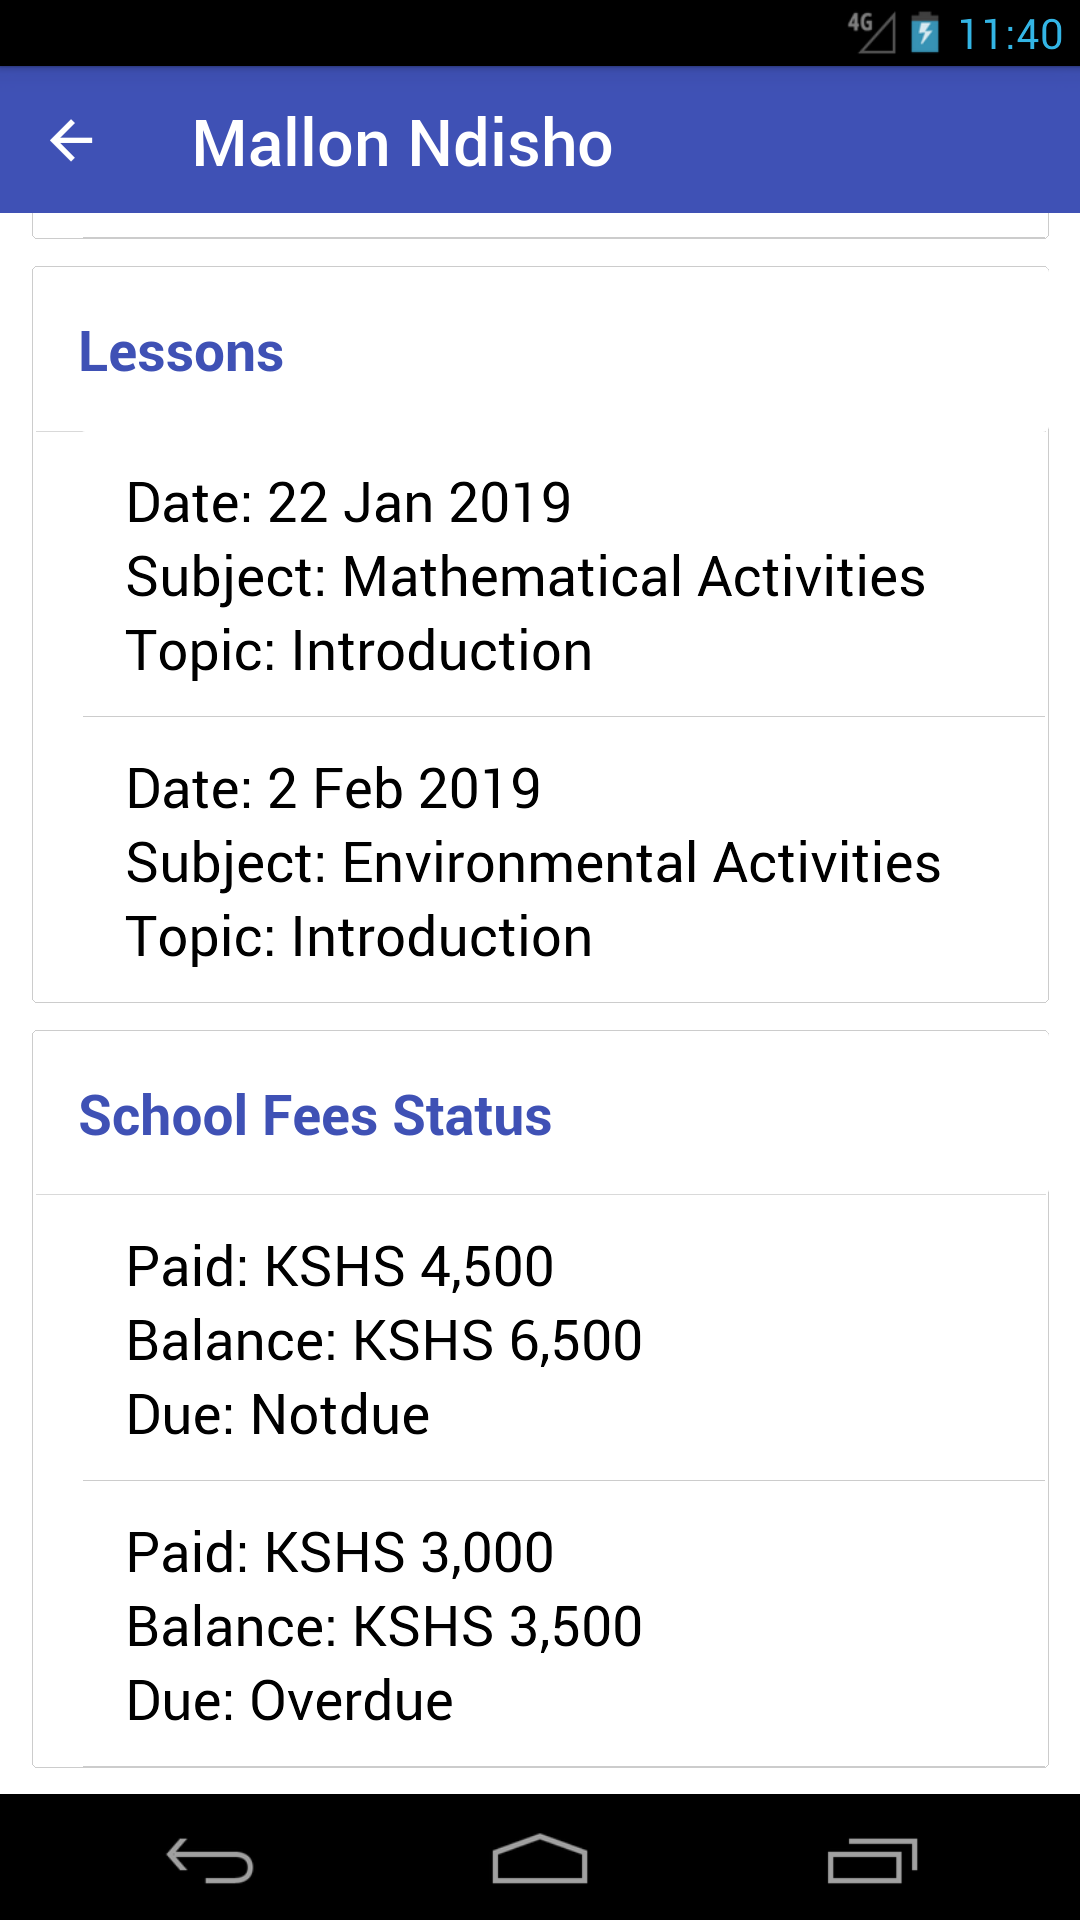 4G 11:40
Mallon Ndisho
Lessons
Date: 22 Jan 2019
Subject: Mathematical Activities
Topic: Introduction
Date: 2 Feb 2019
Subject: Environmental Activities
Topic: Introduction
School Fees Status
Paid: KSHS 4,500
Balance: KSHS 6,500
Due: Notdue
Paid: KSHS 3,000
Balance: KSHS 3,500
Due: Overdue